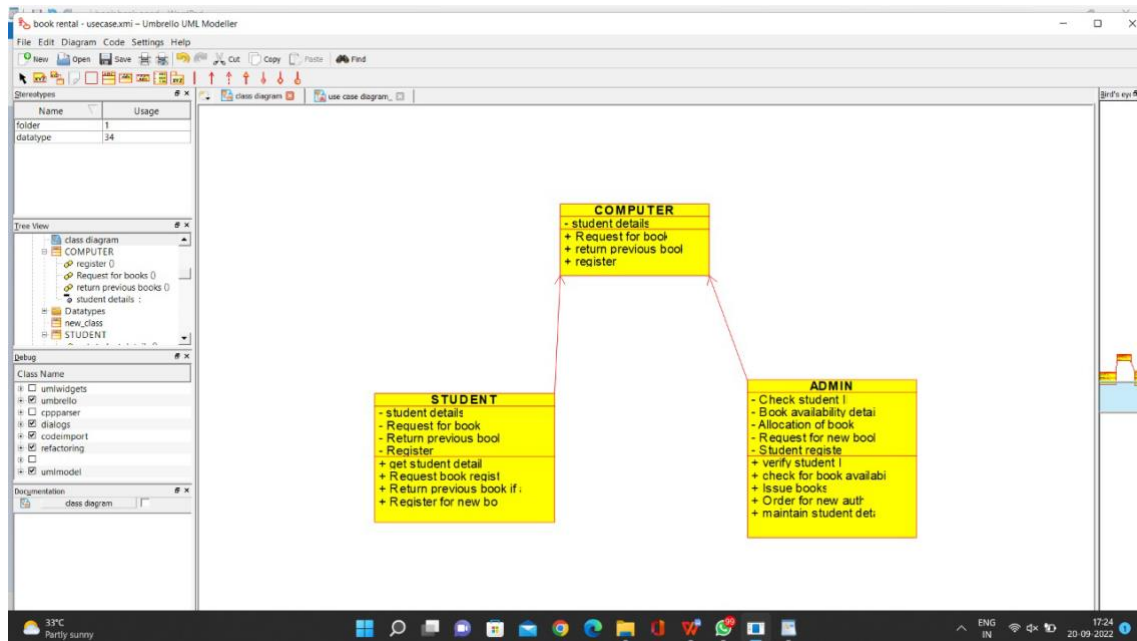 book rental - usecase.xmi – Umbrello UML Modeller
File Edit Diagram Code Settings Help
New Open Save Cut Copy Paste Find
Stereotypes
class diagram
use case diagram_
Bird's eye
Name Usage
folder 1
datatype 34
Tree View
class diagram
COMPUTER
register ()
Request for books ()
return previous books ()
student details :
Datatypes
new_class
STUDENT
Debug
Class Name
umlwidgets
umbrello
cppparser
dialogs
codeimport
refactoring
umlmodel
Documentation
class diagram
COMPUTER
- student details
+ Request for book
+ return previous bool
+ register
STUDENT
- student details
- Request for book
- Return previous bool
- Register
+ get student detail
+ Request book regist
+ Return previous book if
+ Register for new bo
ADMIN
- Check student I
- Book availability detai
- Allocation of book
- Request for new bool
- Student registe
+ verify student I
+ check for book availabi
+ Issue books
+ Order for new auth
+ maintain student deta
33°C
Partly sunny
99
ENG
IN
17:24
20-09-2022
1